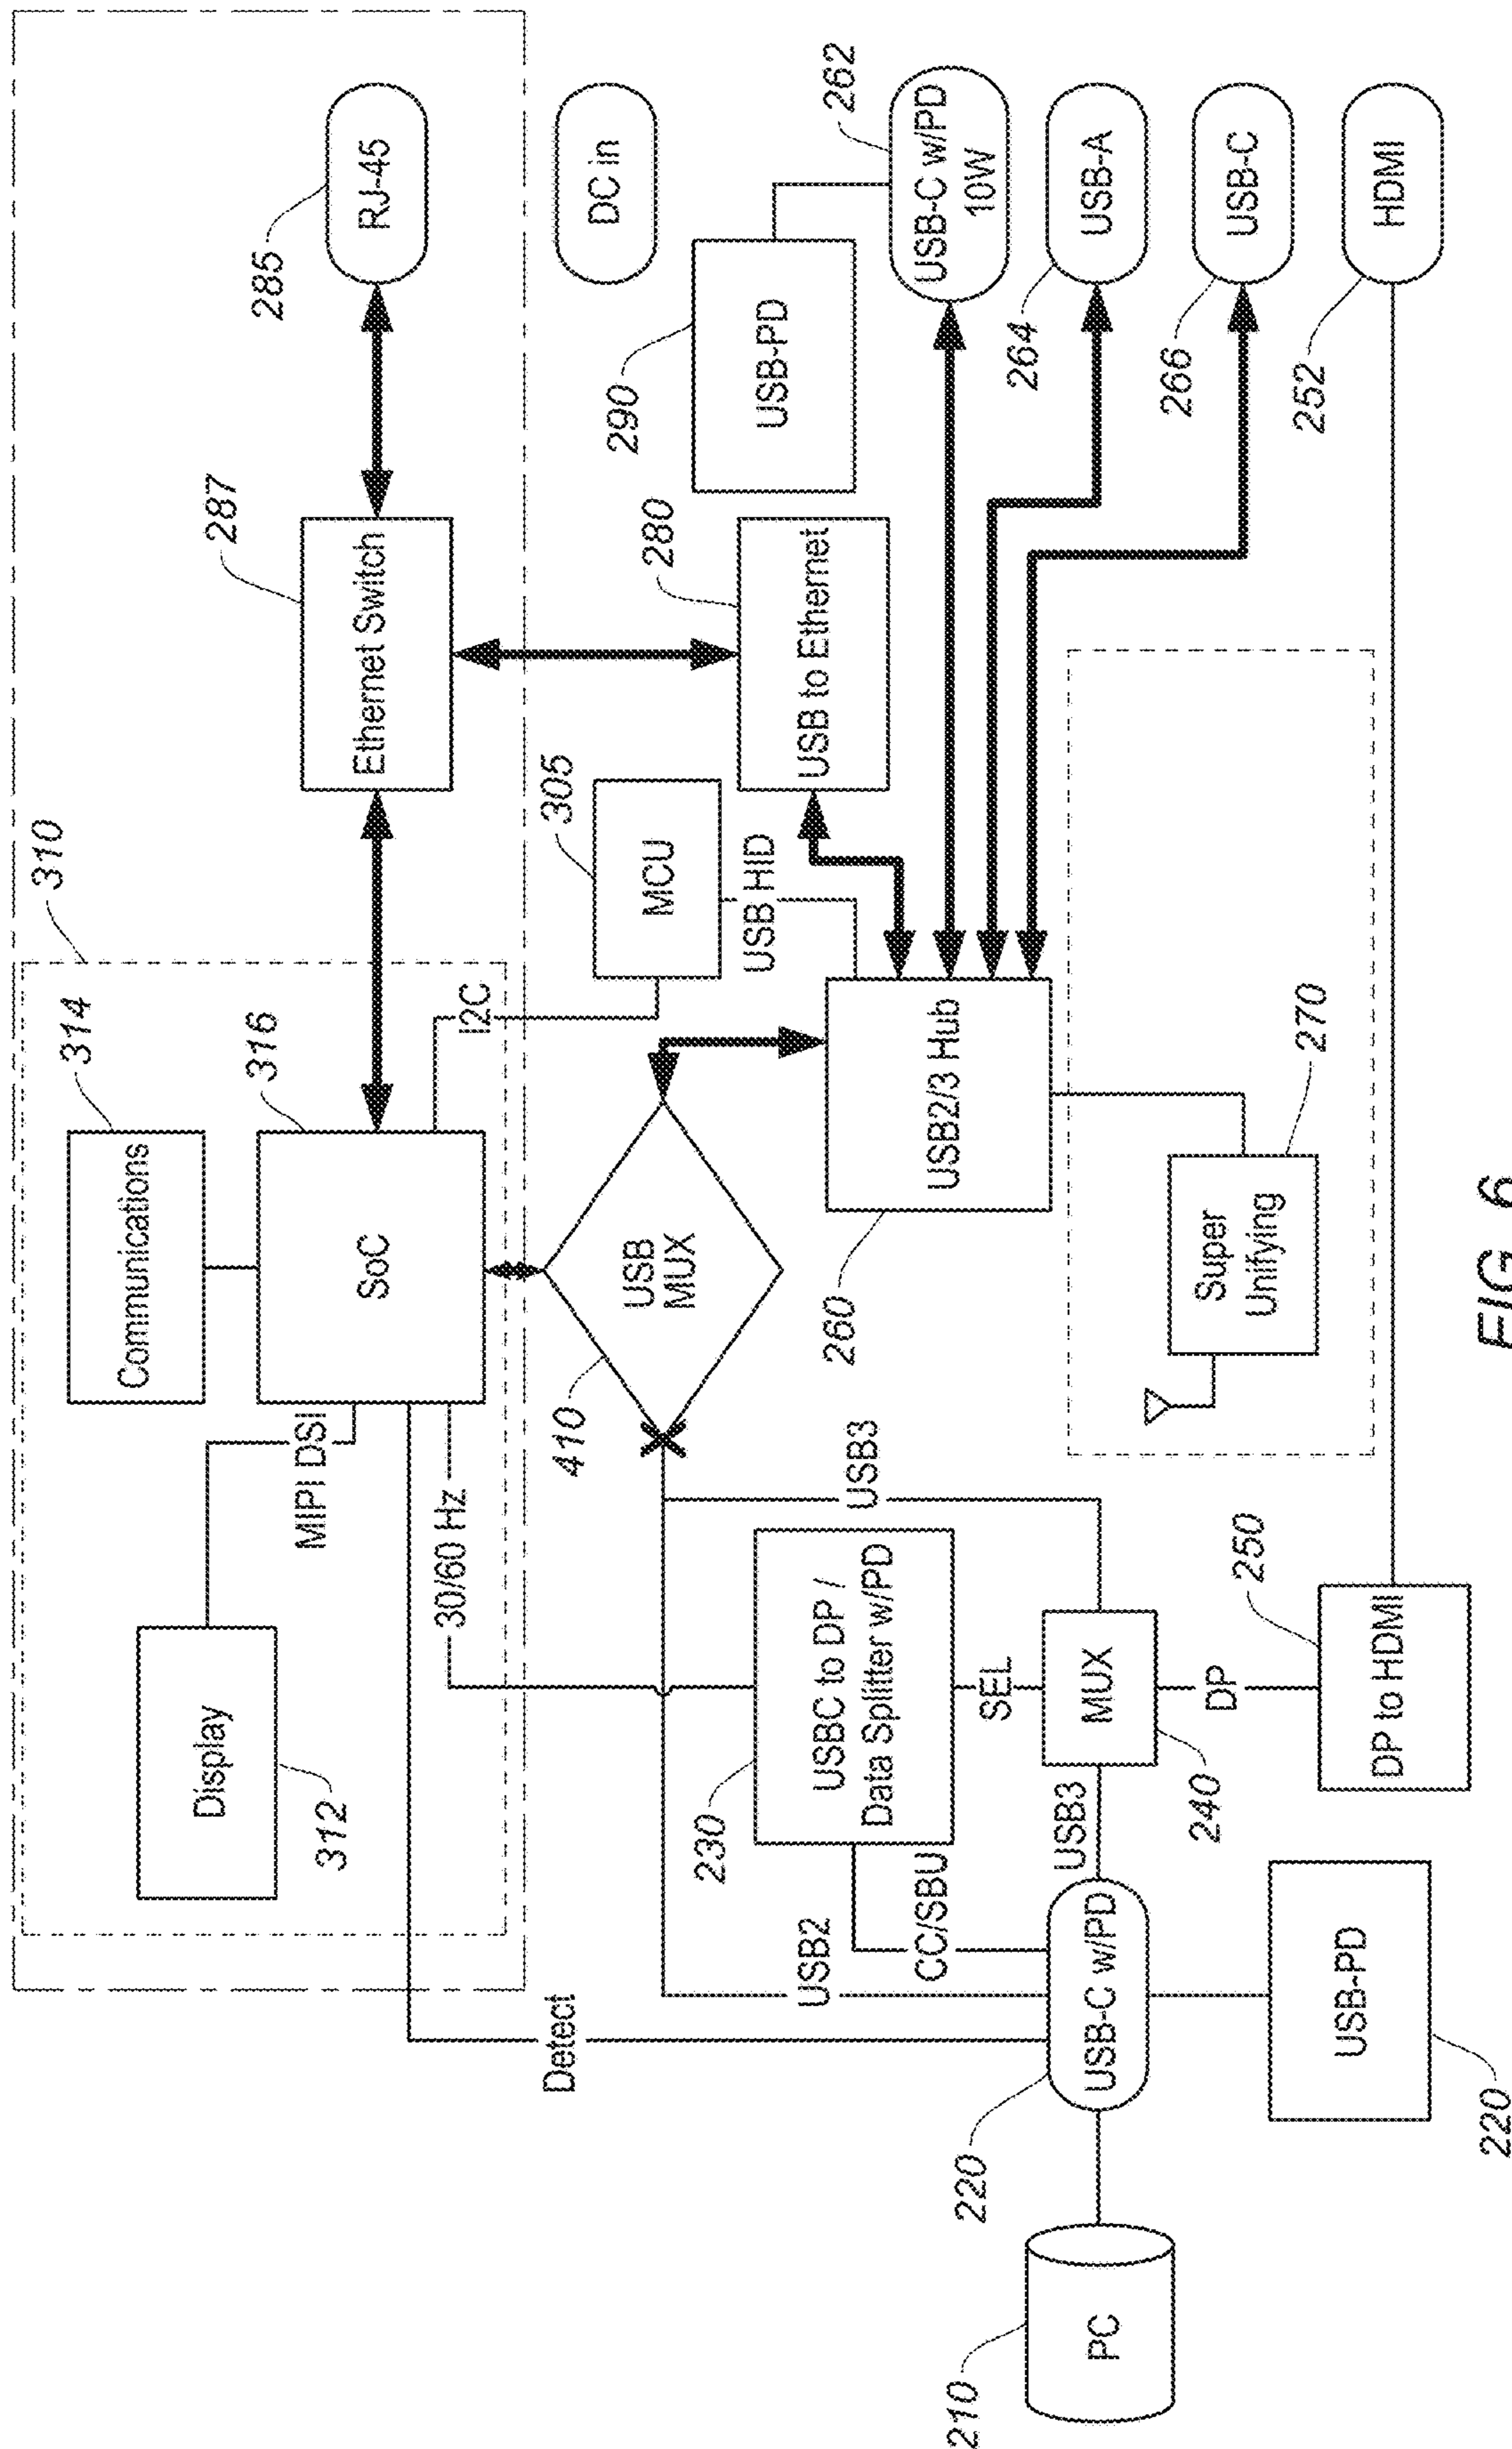 310
285
RJ-45
287
Ethernet Switch
314
Communications
316
SoC
MIPI DSI
Display
312
30/60 Hz
I2C
Detect
DC in
262
USB-C w/PD
10W
290
USB-PD
280
USB to Ethernet
305
MCU
USB HID
USB
MUX
410
264
USB-A
266
USB-C
252
HDMI
USB2/3 Hub
260
270
Super
Unifying
USB3
USBC to DP /
Data Splitter w/PD
230
USB2
CC/SBU
SEL
MUX
240
USB3
DP
250
DP to HDMI
USB-C w/PD
220
USB-PD
220
PC
210
FIG. 6